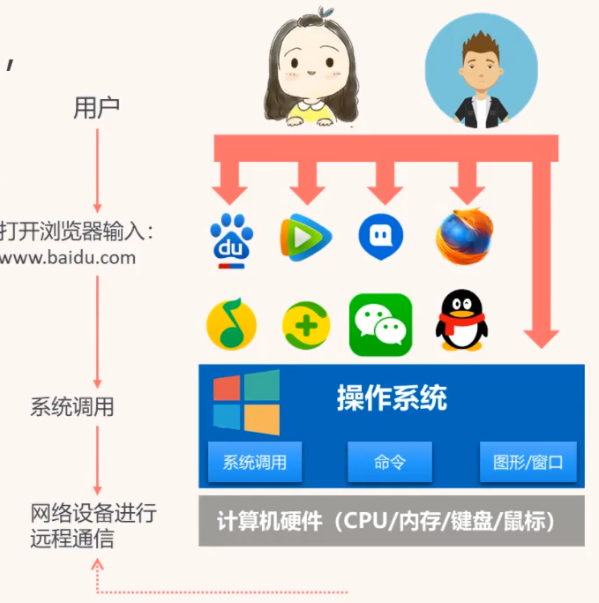 ，
用户
打开浏览器输入：
www.baidu.com
系统调用
网络设备进行
远程通信
du
操作系统
系统调用
命令
图形/窗口
计算机硬件（CPU/内存/键盘/鼠标）